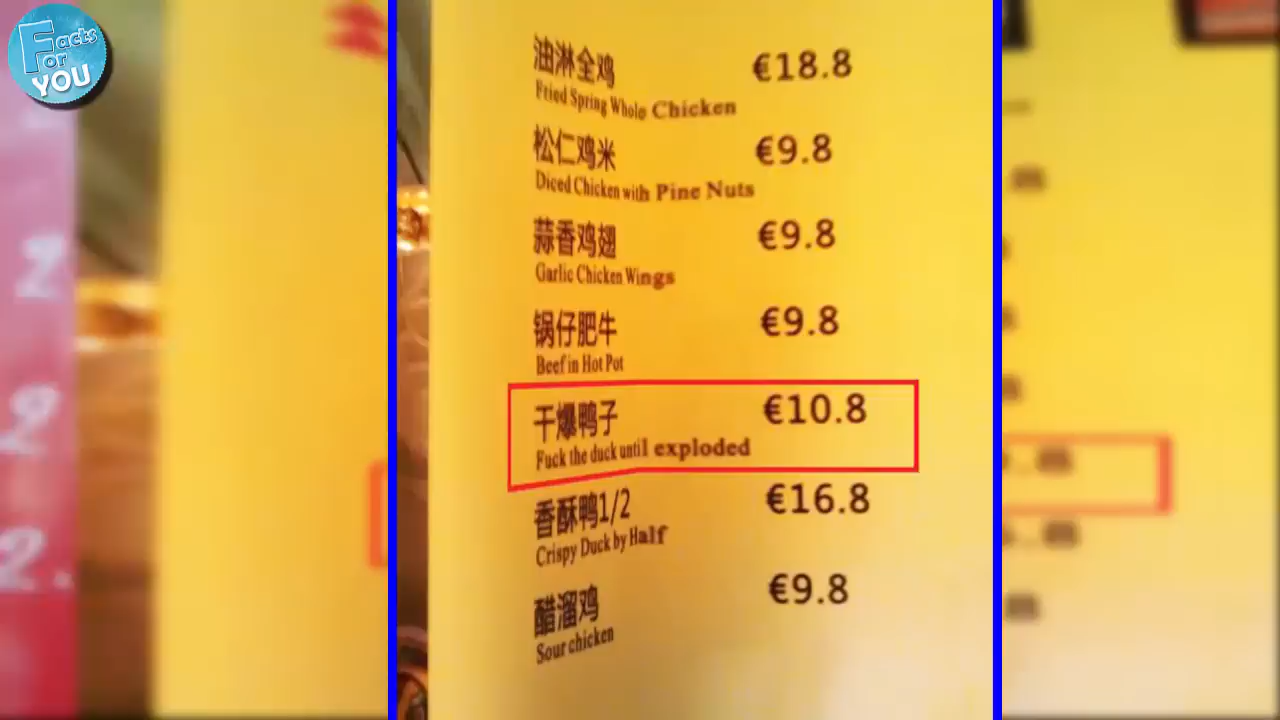 Facts
For
YOU
油淋全鸡 €18.8
Fried Spring Whole Chicken
松仁鸡米 €9.8
Diced Chicken with Pine Nuts
蒜香鸡翅 €9.8
Garlic Chicken Wings
锅仔肥牛 €9.8
Beef in Hot Pot
干爆鸭子 €10.8
Fuck the duck until exploded
香酥鸭1/2 €16.8
Crispy Duck by Half
醋溜鸡 €9.8
Sour chicken